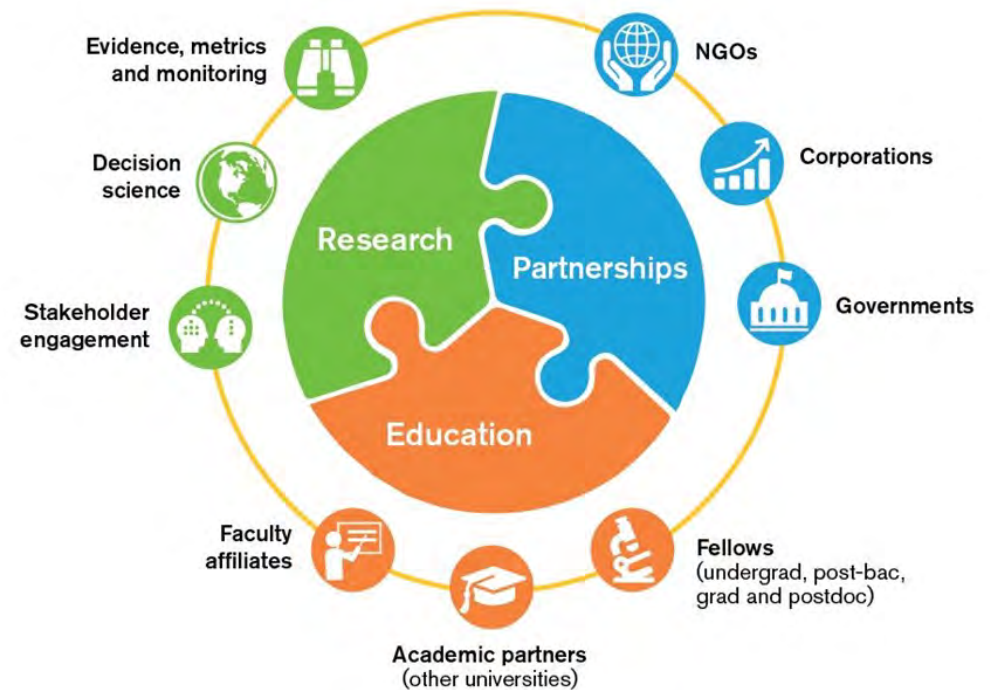 Evidence, metrics
and monitoring
NGOs
Decision
science
Corporations
Research
Partnerships
Stakeholder
engagement
Governments
Education
Faculty
affiliates
Fellows
(undergrad, post-bac,
grad and postdoc)
Academic partners
(other universities)